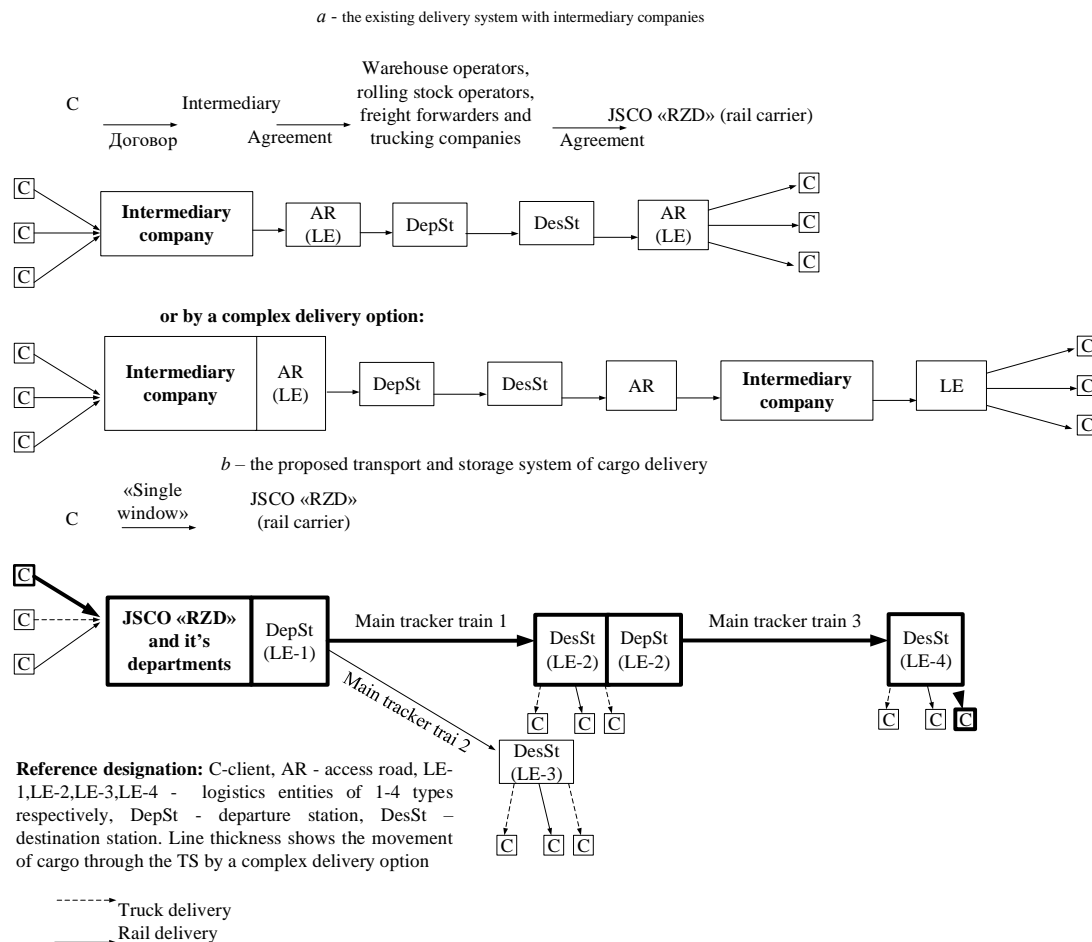 a - the existing delivery system with intermediary companies
Warehouse operators,
rolling stock operators,
freight forwarders and
trucking companies
C
Intermediary
JSCO «RZD» (rail carrier)
Договор
Agreement
Agreement
C
C
C
Intermediary
company
AR
(LE)
DepSt
DesSt
AR
(LE)
C
C
C
or by a complex delivery option:
C
C
C
Intermediary
company
AR
(LE)
DepSt
DesSt
AR
Intermediary
company
LE
C
C
C
b – the proposed transport and storage system of cargo delivery
C
«Single
window»
JSCO «RZD»
(rail carrier)
C
C
C
JSCO «RZD»
and it's
departments
DepSt
(LE-1)
Main tracker train 1
DesSt
(LE-2)
DepSt
(LE-2)
Main tracker train 3
DesSt
(LE-4)
C
C
C
C
C
Main tracker trai 2
DesSt
(LE-3)
C
C
C
Reference designation: C-client, AR - access road, LE-
1,LE-2,LE-3,LE-4 - logistics entities of 1-4 types
respectively, DepSt - departure station, DesSt –
destination station. Line thickness shows the movement
of cargo through the TS by a complex delivery option
Truck delivery
Rail delivery